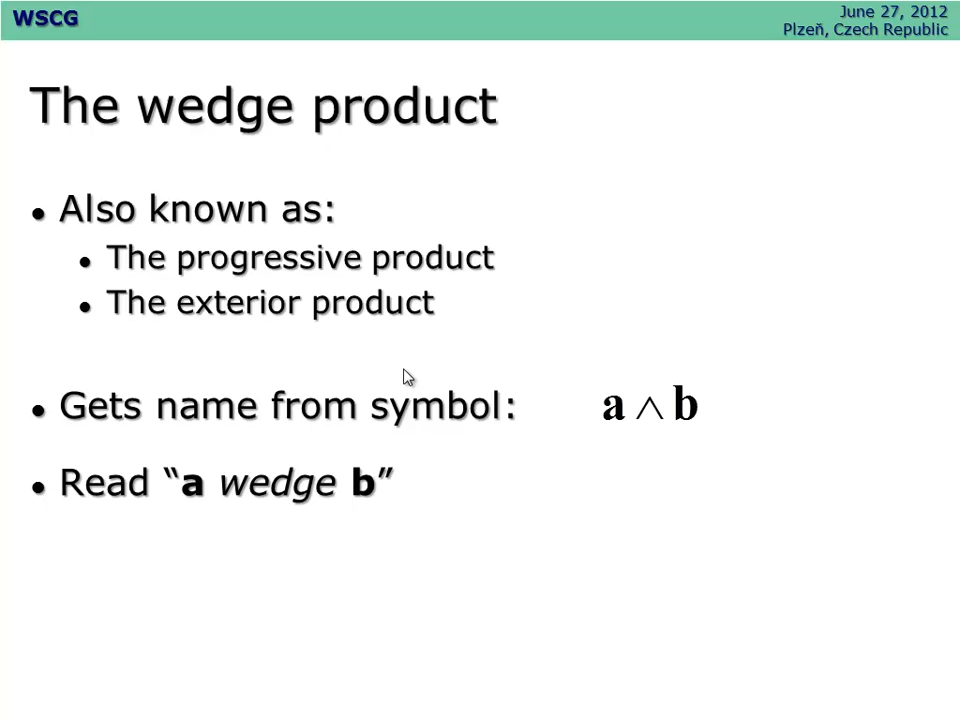 WSCG
June 27, 2012
Plzeň, Czech Republic
The wedge product
• Also known as:
• The progressive product
• The exterior product
• Gets name from symbol: a ∧ b
• Read “a wedge b”